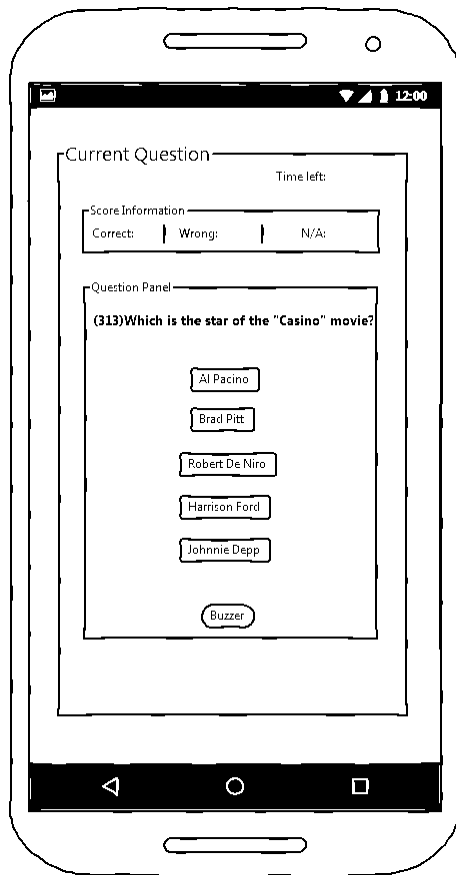 12:00
Current Question
Time left:
Score Information
Correct: Wrong: N/A:
Question Panel
(313)Which is the star of the "Casino" movie?
Al Pacino
Brad Pitt
Robert De Niro
Harrison Ford
Johnnie Depp
Buzzer